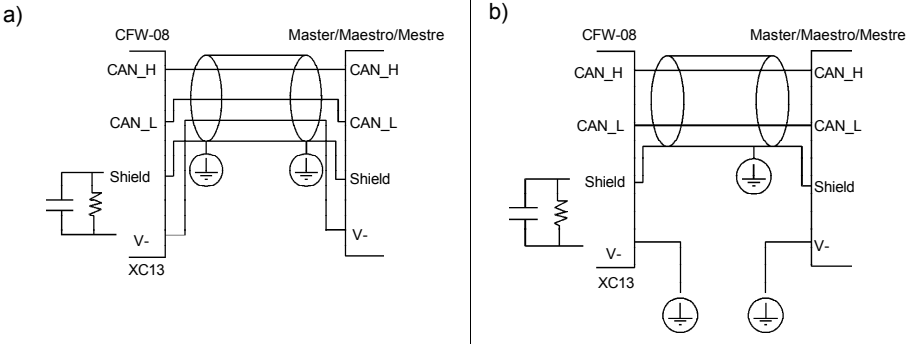 a)
CFW-08
Master/Maestro/Mestre
CAN_H
CAN_H
CAN_L
CAN_L
Shield
Shield
V-
V-
XC13
b)
CFW-08
Master/Maestro/Mestre
CAN_H
CAN_H
CAN_L
CAN_L
Shield
Shield
V-
V-
XC13